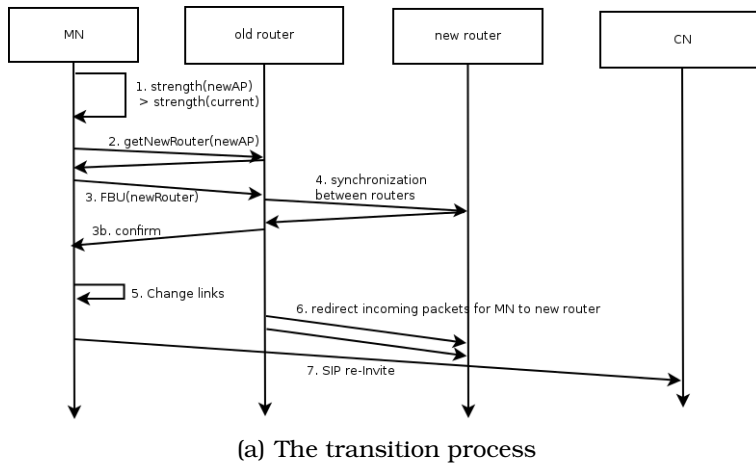 MN
old router
new router
CN
1. strength(newAP)
> strength(current)
2. getNewRouter(newAP)
3. FBU(newRouter)
4. synchronization
between routers
3b. confirm
5. Change links
6. redirect incoming packets for MN to new router
7. SIP re-Invite
(a) The transition process